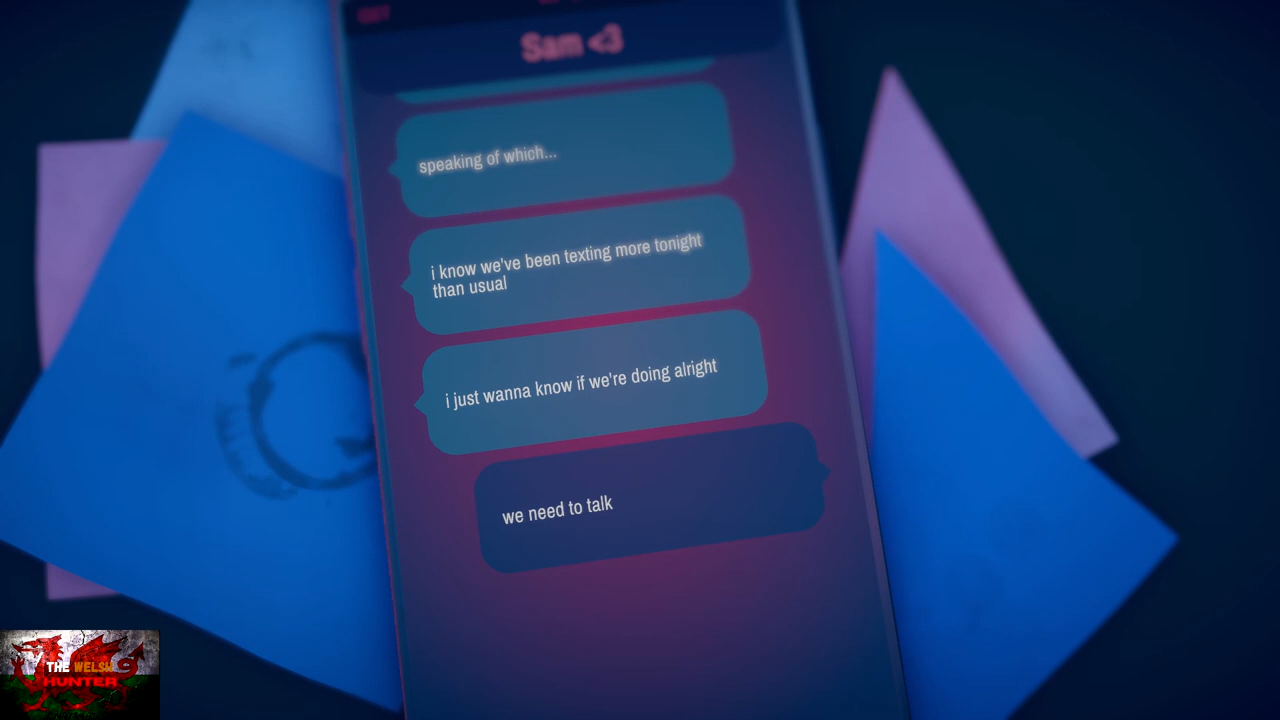 Sam <3
speaking of which...
i know we've been texting more tonight
than usual
i just wanna know if we're doing alright
we need to talk
THE WELSH
HUNTER